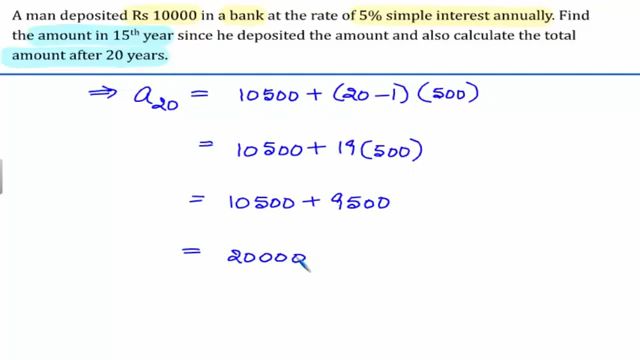 A man deposited Rs 10000 in a bank at the rate of 5% simple interest annually. Find
the amount in 15th year since he deposited the amount and also calculate the total
amount after 20 years.
⇒ a20 = 10500 + (20 − 1) (500)
= 10500 + 19 (500)
= 10500 + 9500
= 20000